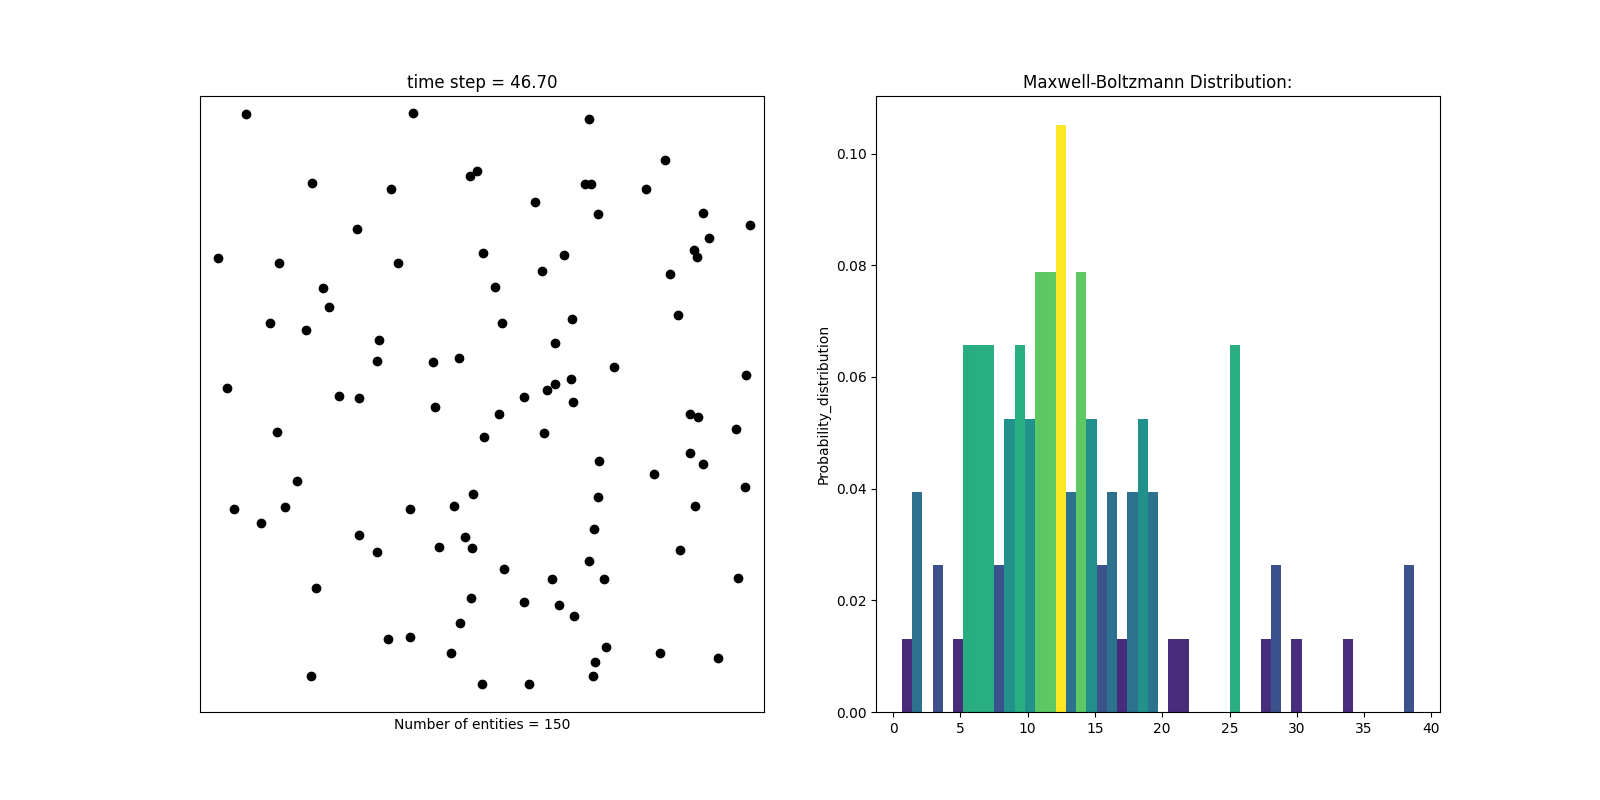 time step = 46.70
Number of entities = 150
Maxwell-Boltzmann Distribution:
Probability_distribution
0.10
0.08
0.06
0.04
0.02
0.00
0 5 10 15 20 25 30 35 40